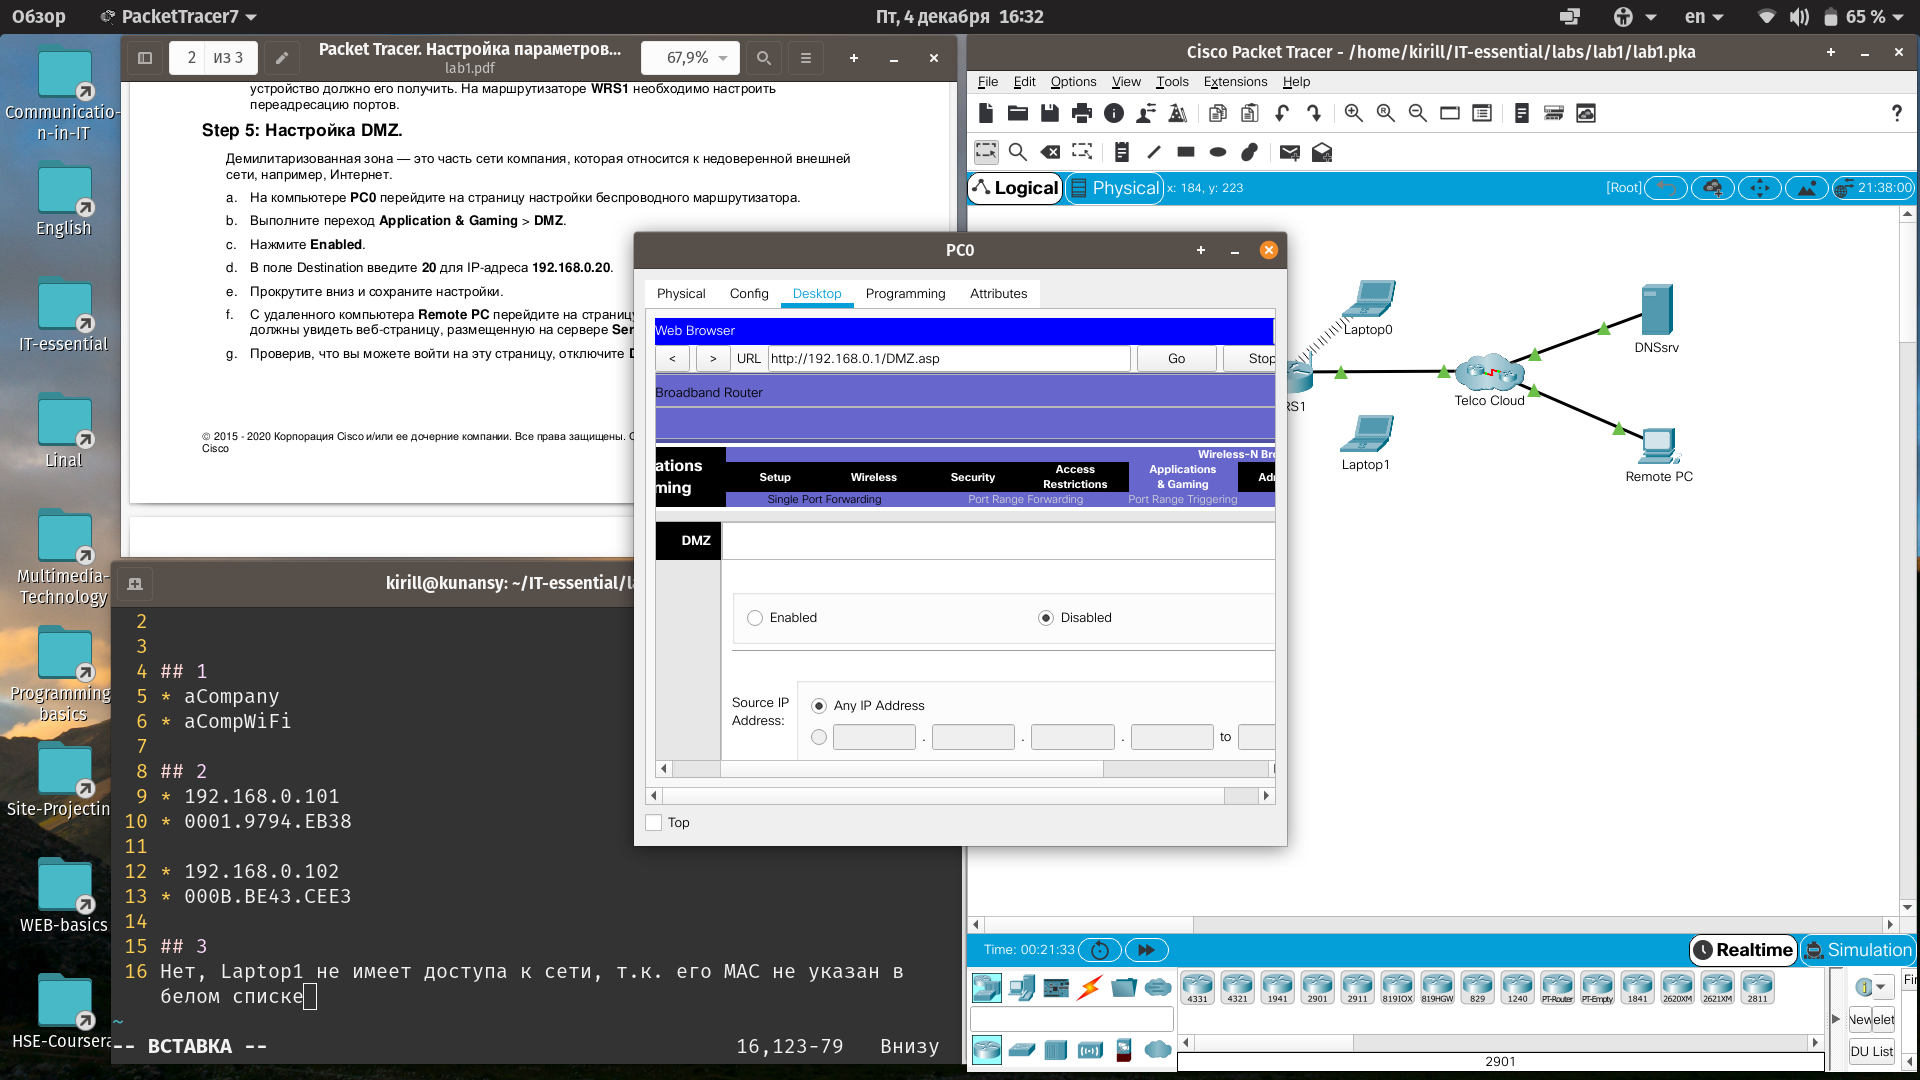 Обзор
PacketTracer7
Пт, 4 декабря 16:32
en
65 %
Communicatio-
n-in-IT
English
IT-essential
Linal
Multimedia-
Technology
Programming
basics
Site-Projectin
WEB-basics
HSE-Coursera
2 из 3
Packet Tracer. Настройка параметров...
lab1.pdf
67,9%
устройство должно его получить. На маршрутизаторе WRS1 необходимо настроить
переадресацию портов.
Step 5: Настройка DMZ.
Демилитаризованная зона — это часть сети компания, которая относится к недоверенной внешней
сети, например, Интернет.
a. На компьютере PC0 перейдите на страницу настройки беспроводного маршрутизатора.
b. Выполните переход Application & Gaming > DMZ.
c. Нажмите Enabled.
d. В поле Destination введите 20 для IP-адреса 192.168.0.20.
e. Прокрутите вниз и сохраните настройки.
f. С удаленного компьютера Remote PC перейдите на страниц
должны увидеть веб-страницу, размещенную на сервере Ser
g. Проверив, что вы можете войти на эту страницу, отключите
© 2015 - 2020 Корпорация Cisco и/или ее дочерние компании. Все права защищены.
Cisco
kirill@kunansy: ~/IT-essential/la
2
3
4 ## 1
5 * aCompany
6 * aCompWiFi
7
8 ## 2
9 * 192.168.0.101
10 * 0001.9794.EB38
11
12 * 192.168.0.102
13 * 000B.BE43.CEE3
14
15 ## 3
16 Нет, Laptop1 не имеет доступа к сети, т.к. его MAC не указан в
белом списке
~
-- ВСТАВКА -- 16,123-79 Внизу
PC0
Physical Config Desktop Programming Attributes
Web Browser
< > URL http://192.168.0.1/DMZ.asp Go Stop
Broadband Router
Wireless-N Bro
ations
ming
Setup Wireless Security Access
Restrictions Applications
& Gaming Adı
Single Port Forwarding Port Range Forwarding Port Range Triggering
DMZ
Enabled Disabled
Source IP
Address:
Any IP Address
. . . to
Top
Cisco Packet Tracer - /home/kirill/IT-essential/labs/lab1/lab1.pka
File Edit Options View Tools Extensions Help
Logical Physical x: 184, y: 223 [Root] 21:38:00
Laptop0
DNSsrv
RS1
Telco Cloud
Laptop1
Remote PC
Time: 00:21:33 Realtime Simulation
4331 4321 1941 2901 2911 819IOX 819HGW 829 1240 PT-Router PT-Empty 1841 2620XM 2621XM 2811
Fir
New elet
DU List
2901